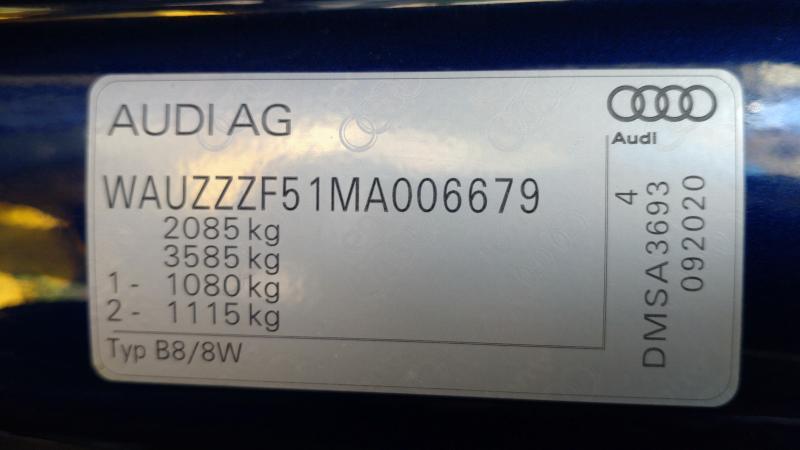 AUDI AG
Audi
WAUZZZF51MA006679
2085 kg
3585 kg
1 - 1080 kg
2 - 1115 kg
Typ B8/8W
4
DMSA3693
092020